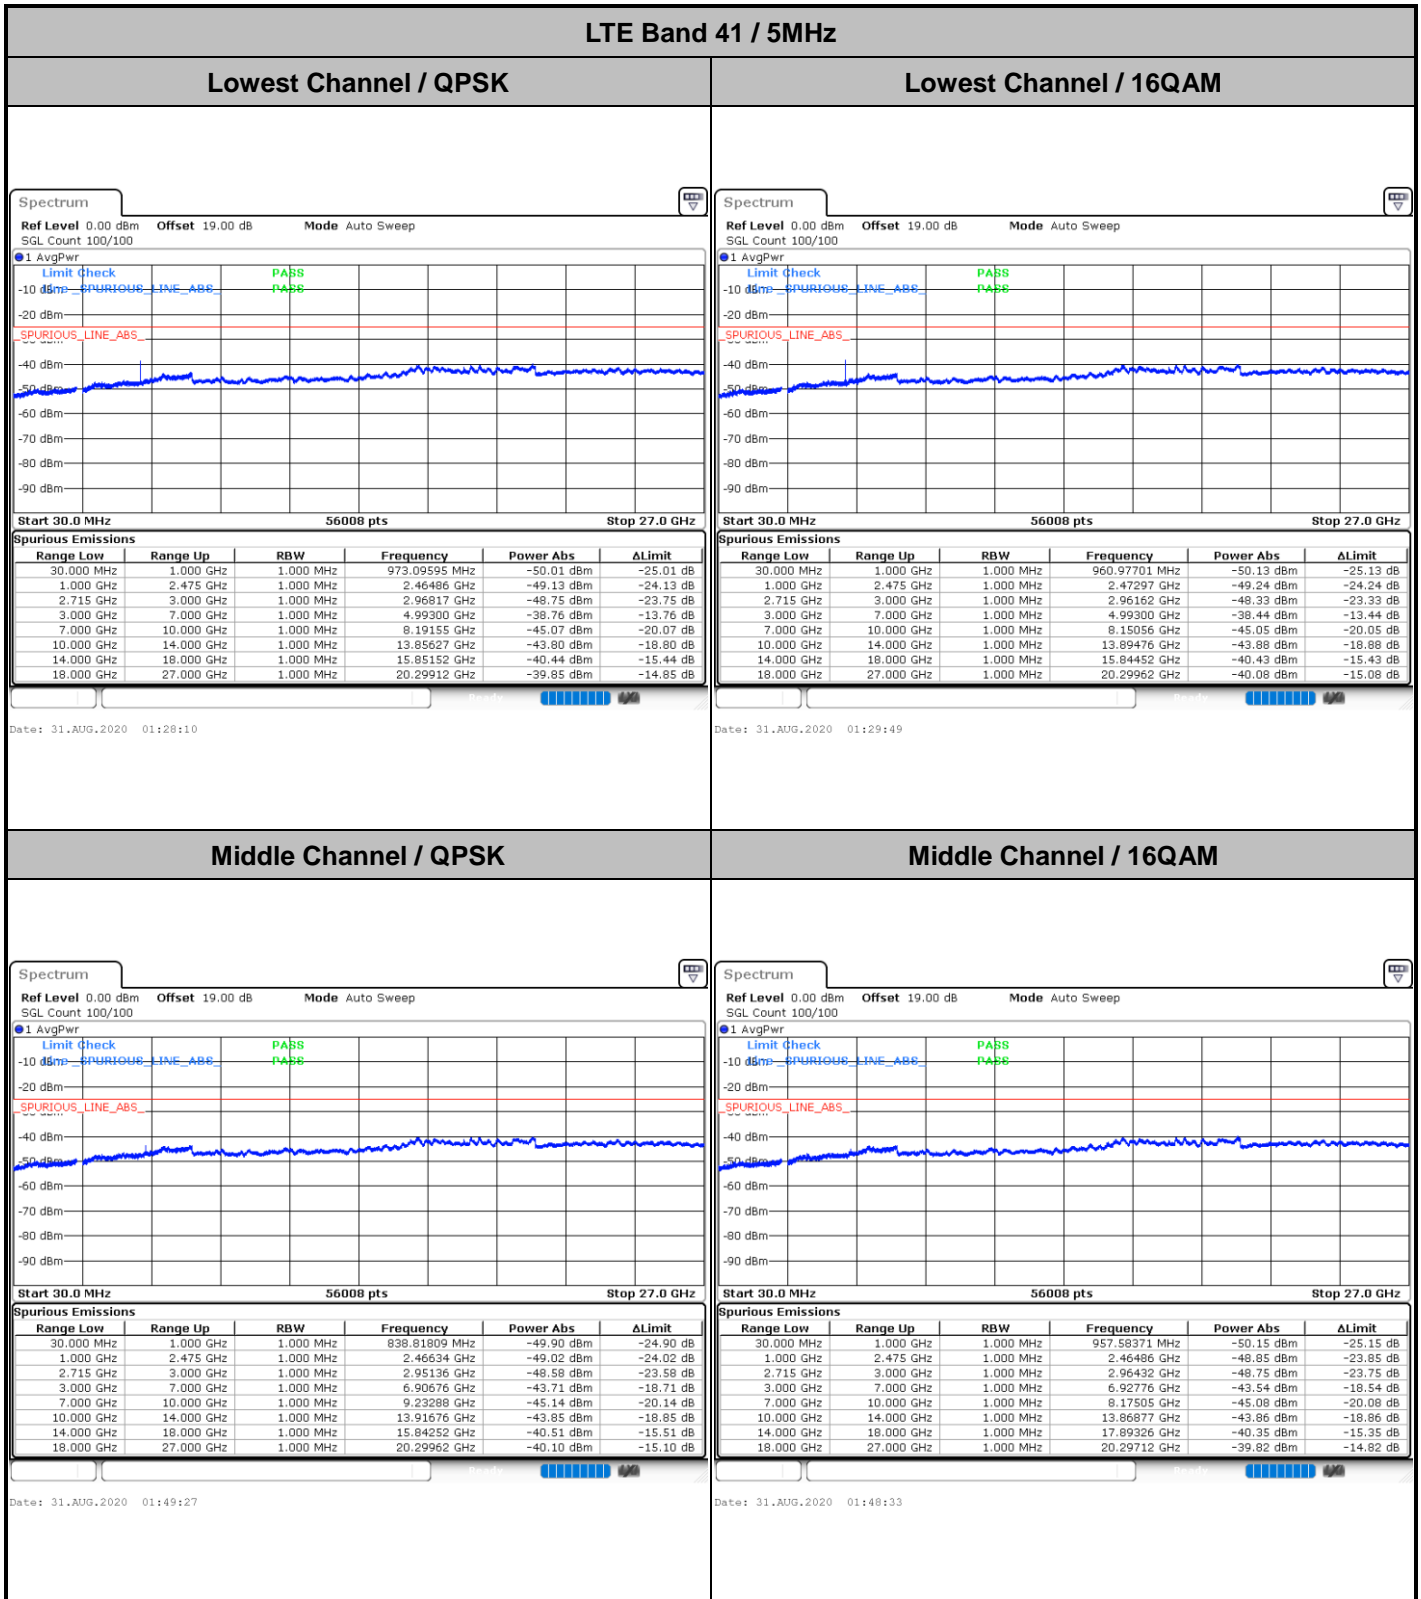 LTE Band 41 / 5MHz
Lowest Channel / QPSK
Lowest Channel / 16QAM
Spectrum
Ref Level 0.00 dBm Offset 19.00 dB Mode Auto Sweep
SGL Count 100/100
1 AvgPwr
Limit Check PASS
-10 dBm Line _SPURIOUS_LINE_ABS_ PASS
-20 dBm
_SPURIOUS_LINE_ABS_
-40 dBm
-50 dBm
-60 dBm
-70 dBm
-80 dBm
-90 dBm
Start 30.0 MHz 56008 pts Stop 27.0 GHz
Spurious Emissions
Range Low Range Up RBW Frequency Power Abs ΔLimit
30.000 MHz 1.000 GHz 1.000 MHz 973.09595 MHz -50.01 dBm -25.01 dB
1.000 GHz 2.475 GHz 1.000 MHz 2.46486 GHz -49.13 dBm -24.13 dB
2.715 GHz 3.000 GHz 1.000 MHz 2.96817 GHz -48.75 dBm -23.75 dB
3.000 GHz 7.000 GHz 1.000 MHz 4.99300 GHz -38.76 dBm -13.76 dB
7.000 GHz 10.000 GHz 1.000 MHz 8.19155 GHz -45.07 dBm -20.07 dB
10.000 GHz 14.000 GHz 1.000 MHz 13.85627 GHz -43.80 dBm -18.80 dB
14.000 GHz 18.000 GHz 1.000 MHz 15.85152 GHz -40.44 dBm -15.44 dB
18.000 GHz 27.000 GHz 1.000 MHz 20.29912 GHz -39.85 dBm -14.85 dB
Date: 31.AUG.2020 01:28:10
Spectrum
Ref Level 0.00 dBm Offset 19.00 dB Mode Auto Sweep
SGL Count 100/100
1 AvgPwr
Limit Check PASS
-10 dBm Line _SPURIOUS_LINE_ABS_ PASS
-20 dBm
_SPURIOUS_LINE_ABS_
-40 dBm
-50 dBm
-60 dBm
-70 dBm
-80 dBm
-90 dBm
Start 30.0 MHz 56008 pts Stop 27.0 GHz
Spurious Emissions
Range Low Range Up RBW Frequency Power Abs ΔLimit
30.000 MHz 1.000 GHz 1.000 MHz 960.97701 MHz -50.13 dBm -25.13 dB
1.000 GHz 2.475 GHz 1.000 MHz 2.47297 GHz -49.24 dBm -24.24 dB
2.715 GHz 3.000 GHz 1.000 MHz 2.96162 GHz -48.33 dBm -23.33 dB
3.000 GHz 7.000 GHz 1.000 MHz 4.99300 GHz -38.44 dBm -13.44 dB
7.000 GHz 10.000 GHz 1.000 MHz 8.15056 GHz -45.05 dBm -20.05 dB
10.000 GHz 14.000 GHz 1.000 MHz 13.89476 GHz -43.88 dBm -18.88 dB
14.000 GHz 18.000 GHz 1.000 MHz 15.84452 GHz -40.43 dBm -15.43 dB
18.000 GHz 27.000 GHz 1.000 MHz 20.29962 GHz -40.08 dBm -15.08 dB
Date: 31.AUG.2020 01:29:49
Middle Channel / QPSK
Middle Channel / 16QAM
Spectrum
Ref Level 0.00 dBm Offset 19.00 dB Mode Auto Sweep
SGL Count 100/100
1 AvgPwr
Limit Check PASS
-10 dBm Line _SPURIOUS_LINE_ABS_ PASS
-20 dBm
_SPURIOUS_LINE_ABS_
-40 dBm
-50 dBm
-60 dBm
-70 dBm
-80 dBm
-90 dBm
Start 30.0 MHz 56008 pts Stop 27.0 GHz
Spurious Emissions
Range Low Range Up RBW Frequency Power Abs ΔLimit
30.000 MHz 1.000 GHz 1.000 MHz 838.81809 MHz -49.90 dBm -24.90 dB
1.000 GHz 2.475 GHz 1.000 MHz 2.46634 GHz -49.02 dBm -24.02 dB
2.715 GHz 3.000 GHz 1.000 MHz 2.95136 GHz -48.58 dBm -23.58 dB
3.000 GHz 7.000 GHz 1.000 MHz 6.90676 GHz -43.71 dBm -18.71 dB
7.000 GHz 10.000 GHz 1.000 MHz 9.23288 GHz -45.14 dBm -20.14 dB
10.000 GHz 14.000 GHz 1.000 MHz 13.91676 GHz -43.85 dBm -18.85 dB
14.000 GHz 18.000 GHz 1.000 MHz 15.84252 GHz -40.51 dBm -15.51 dB
18.000 GHz 27.000 GHz 1.000 MHz 20.29962 GHz -40.10 dBm -15.10 dB
Date: 31.AUG.2020 01:49:27
Spectrum
Ref Level 0.00 dBm Offset 19.00 dB Mode Auto Sweep
SGL Count 100/100
1 AvgPwr
Limit Check PASS
-10 dBm Line _SPURIOUS_LINE_ABS_ PASS
-20 dBm
_SPURIOUS_LINE_ABS_
-40 dBm
-50 dBm
-60 dBm
-70 dBm
-80 dBm
-90 dBm
Start 30.0 MHz 56008 pts Stop 27.0 GHz
Spurious Emissions
Range Low Range Up RBW Frequency Power Abs ΔLimit
30.000 MHz 1.000 GHz 1.000 MHz 957.58371 MHz -50.15 dBm -25.15 dB
1.000 GHz 2.475 GHz 1.000 MHz 2.46486 GHz -48.85 dBm -23.85 dB
2.715 GHz 3.000 GHz 1.000 MHz 2.96432 GHz -48.75 dBm -23.75 dB
3.000 GHz 7.000 GHz 1.000 MHz 6.92776 GHz -43.54 dBm -18.54 dB
7.000 GHz 10.000 GHz 1.000 MHz 8.17505 GHz -45.08 dBm -20.08 dB
10.000 GHz 14.000 GHz 1.000 MHz 13.86877 GHz -43.86 dBm -18.86 dB
14.000 GHz 18.000 GHz 1.000 MHz 17.89326 GHz -40.35 dBm -15.35 dB
18.000 GHz 27.000 GHz 1.000 MHz 20.29712 GHz -39.82 dBm -14.82 dB
Date: 31.AUG.2020 01:48:33